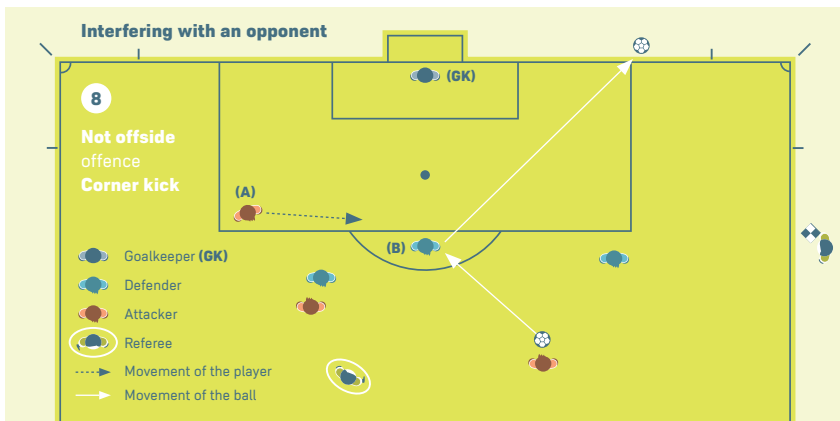 Interfering with an opponent
(GK)
8
Not offside
offence
Corner kick
(A)
(B)
Goalkeeper (GK)
Defender
Attacker
Referee
Movement of the player
Movement of the ball